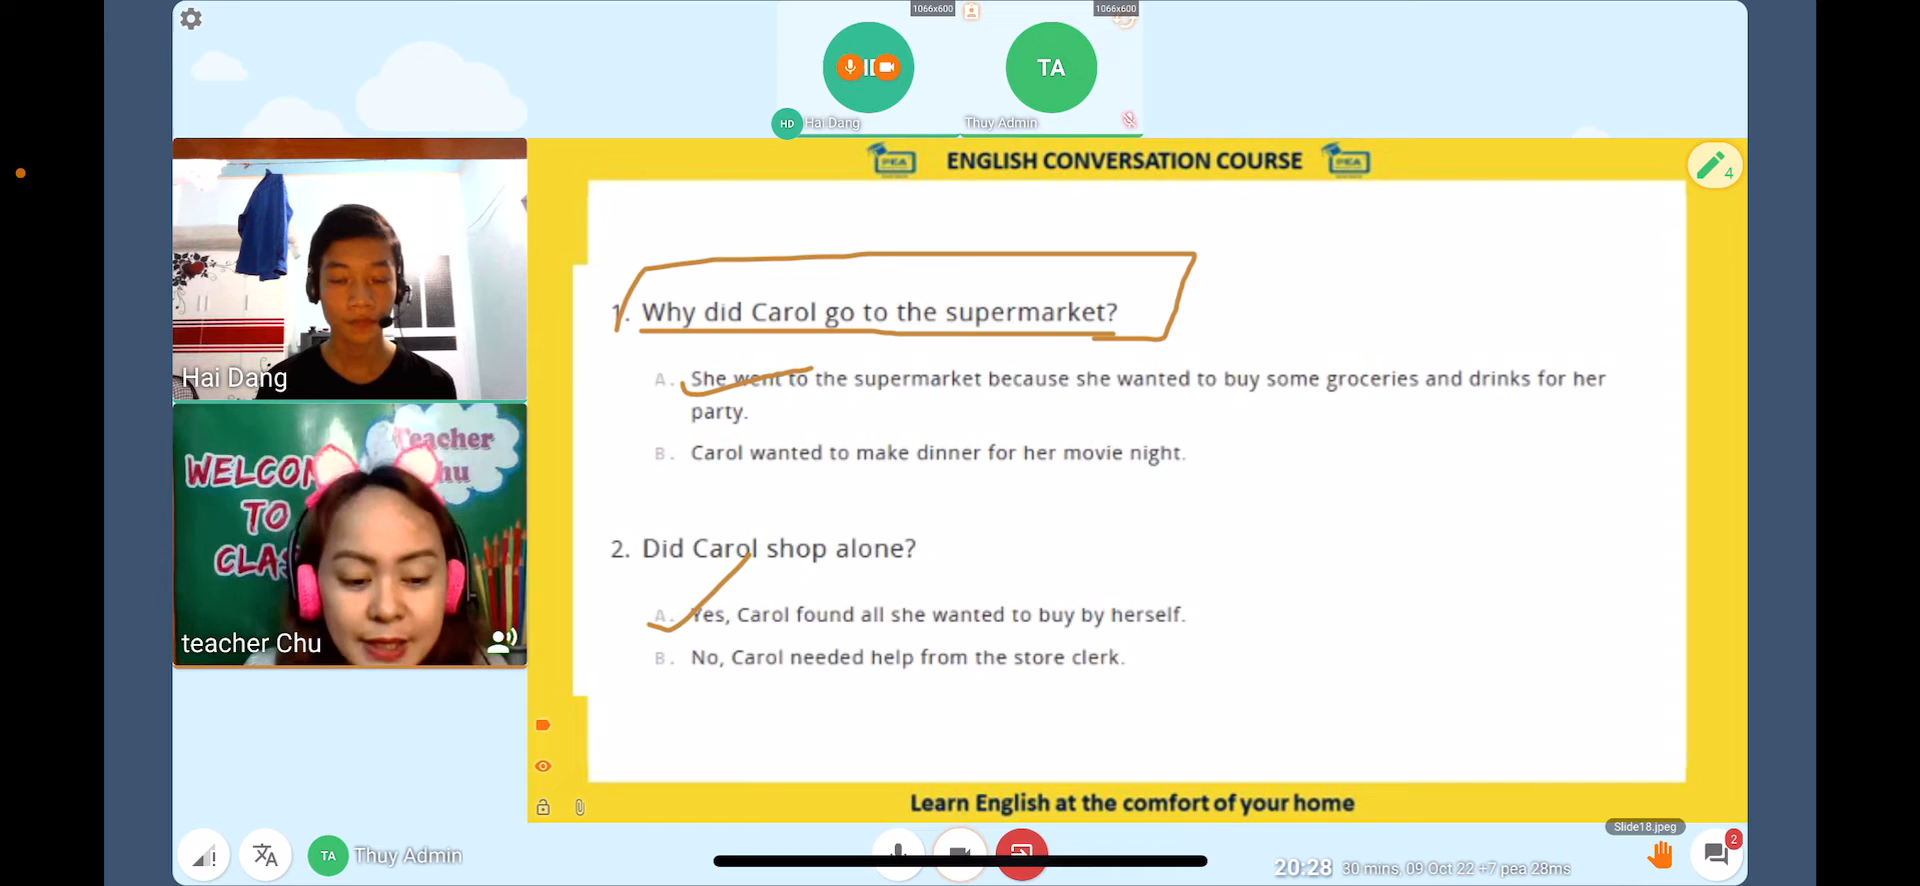 1066x600
1066x600
TA
HD
Hai Dang
Thuy Admin
PEA
ENGLISH CONVERSATION COURSE
PEA
4
Hai Dang
1. Why did Carol go to the supermarket?
A. She went to the supermarket because she wanted to buy some groceries and drinks for her
party.
B. Carol wanted to make dinner for her movie night.
2. Did Carol shop alone?
A. Yes, Carol found all she wanted to buy by herself.
B. No, Carol needed help from the store clerk.
Teacher
hu
WELCOM
TO
CLAS
teacher Chu
Learn English at the comfort of your home
Slide18.jpeg
TA
Thuy Admin
20:28
30 mins, 09 Oct 22 +7 pea 28ms
2